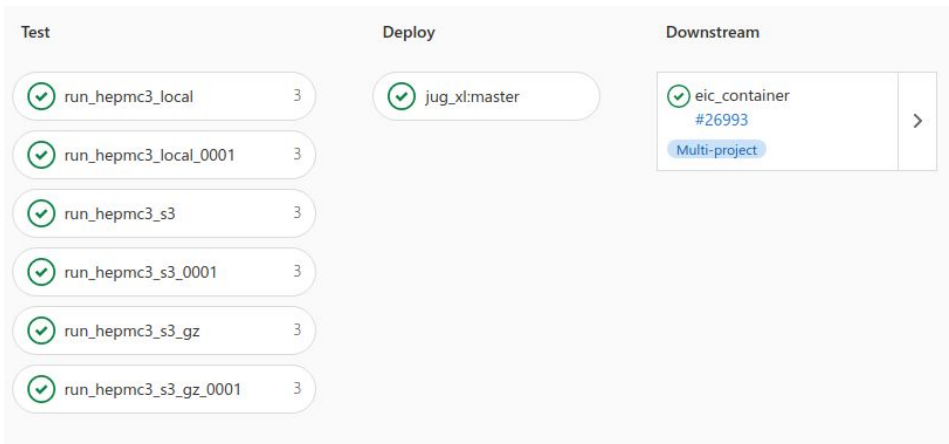 Test
run_hepmc3_local 3
run_hepmc3_local_0001 3
run_hepmc3_s3 3
run_hepmc3_s3_0001 3
run_hepmc3_s3_gz 3
run_hepmc3_s3_gz_0001 3
Deploy
jug_xl:master
Downstream
eic_container
#26993
Multi-project